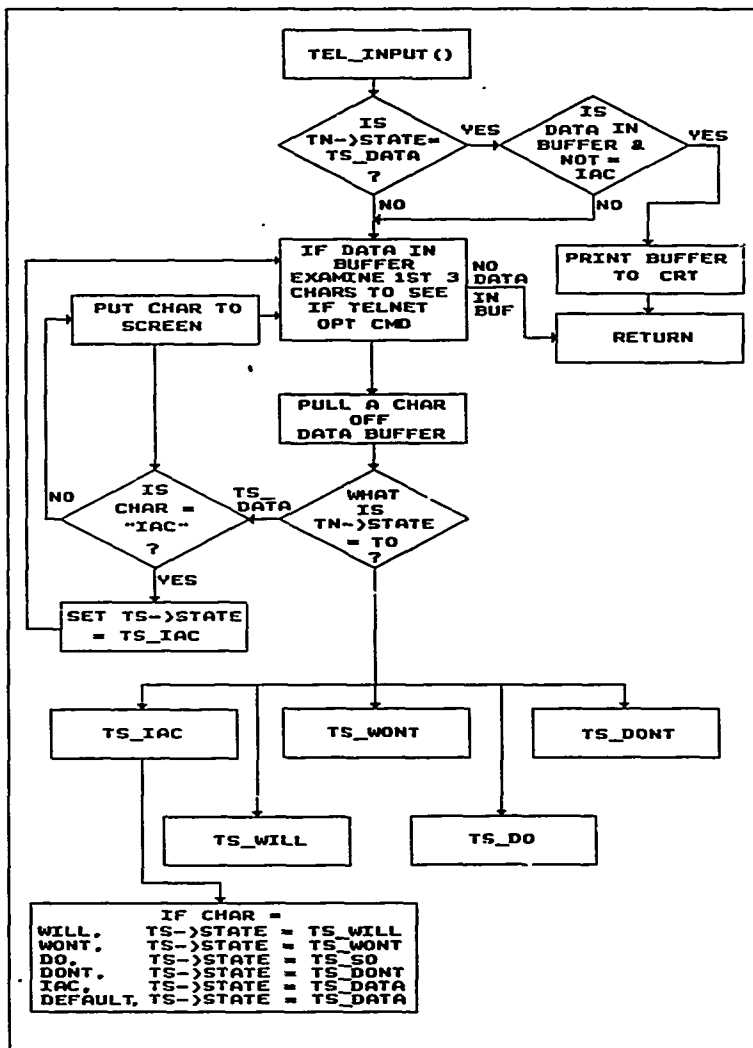 TEL_INPUT()
IS
TN->STATE=
TS_DATA
?
YES
IS
DATA IN
BUFFER &
NOT =
IAC
YES
NO
NO
IF DATA IN
BUFFER
EXAMINE 1ST 3
CHARS TO SEE
IF TELNET
OPT CMD
NO
DATA
IN
BUF
PRINT BUFFER
TO CRT
RETURN
PUT CHAR TO
SCREEN
PULL A CHAR
OFF
DATA BUFFER
NO
IS
CHAR =
"IAC"
?
TS_
DATA
WHAT
IS
TN->STATE
= TO
?
YES
SET TS->STATE
= TS_IAC
TS_IAC
TS_WONT
TS_DONT
TS_WILL
TS_DO
IF CHAR =
WILL, TS->STATE = TS_WILL
WONT, TS->STATE = TS_WONT
DO, TS->STATE = TS_SO
DONT, TS->STATE = TS_DONT
IAC, TS->STATE = TS_DATA
DEFAULT, TS->STATE = TS_DATA